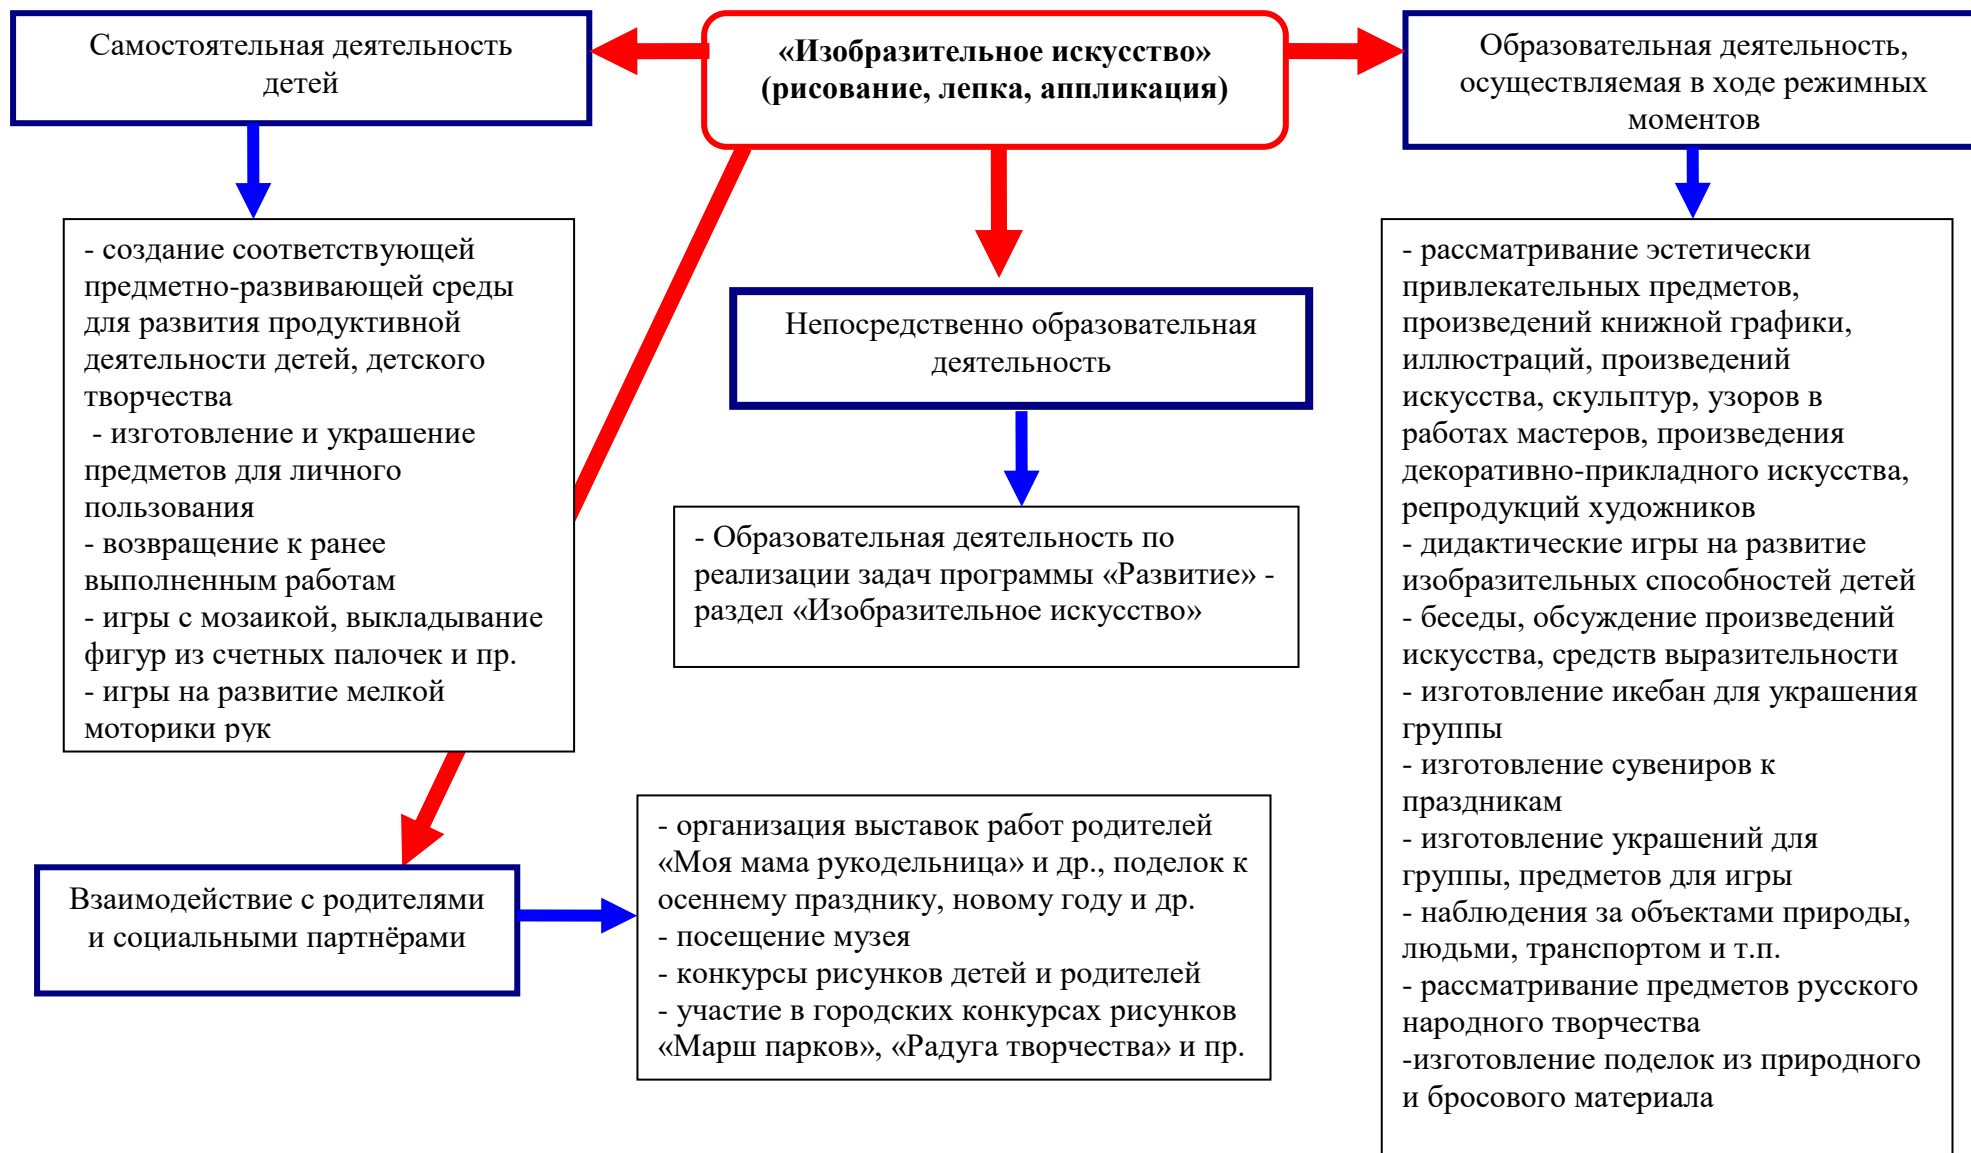 Самостоятельная деятельность
детей
«Изобразительное искусство»
(рисование, лепка, аппликация)
Образовательная деятельность,
осуществляемая в ходе режимных
моментов
- создание соответствующей
предметно-развивающей среды
для развития продуктивной
деятельности детей, детского
творчества
- изготовление и украшение
предметов для личного
пользования
- возвращение к ранее
выполненным работам
- игры с мозаикой, выкладывание
фигур из счетных палочек и пр.
- игры на развитие мелкой
моторики рук
Непосредственно образовательная
деятельность
- Образовательная деятельность по
реализации задач программы «Развитие» -
раздел «Изобразительное искусство»
- рассматривание эстетически
привлекательных предметов,
произведений книжной графики,
иллюстраций, произведений
искусства, скульптур, узоров в
работах мастеров, произведения
декоративно-прикладного искусства,
репродукций художников
- дидактические игры на развитие
изобразительных способностей детей
- беседы, обсуждение произведений
искусства, средств выразительности
- изготовление икебан для украшения
группы
- изготовление сувениров к
праздникам
- изготовление украшений для
группы, предметов для игры
- наблюдения за объектами природы,
людьми, транспортом и т.п.
- рассматривание предметов русского
народного творчества
-изготовление поделок из природного
и бросового материала
Взаимодействие с родителями
и социальными партнёрами
- организация выставок работ родителей
«Моя мама рукодельница» и др., поделок к
осеннему празднику, новому году и др.
- посещение музея
- конкурсы рисунков детей и родителей
- участие в городских конкурсах рисунков
«Марш парков», «Радуга творчества» и пр.